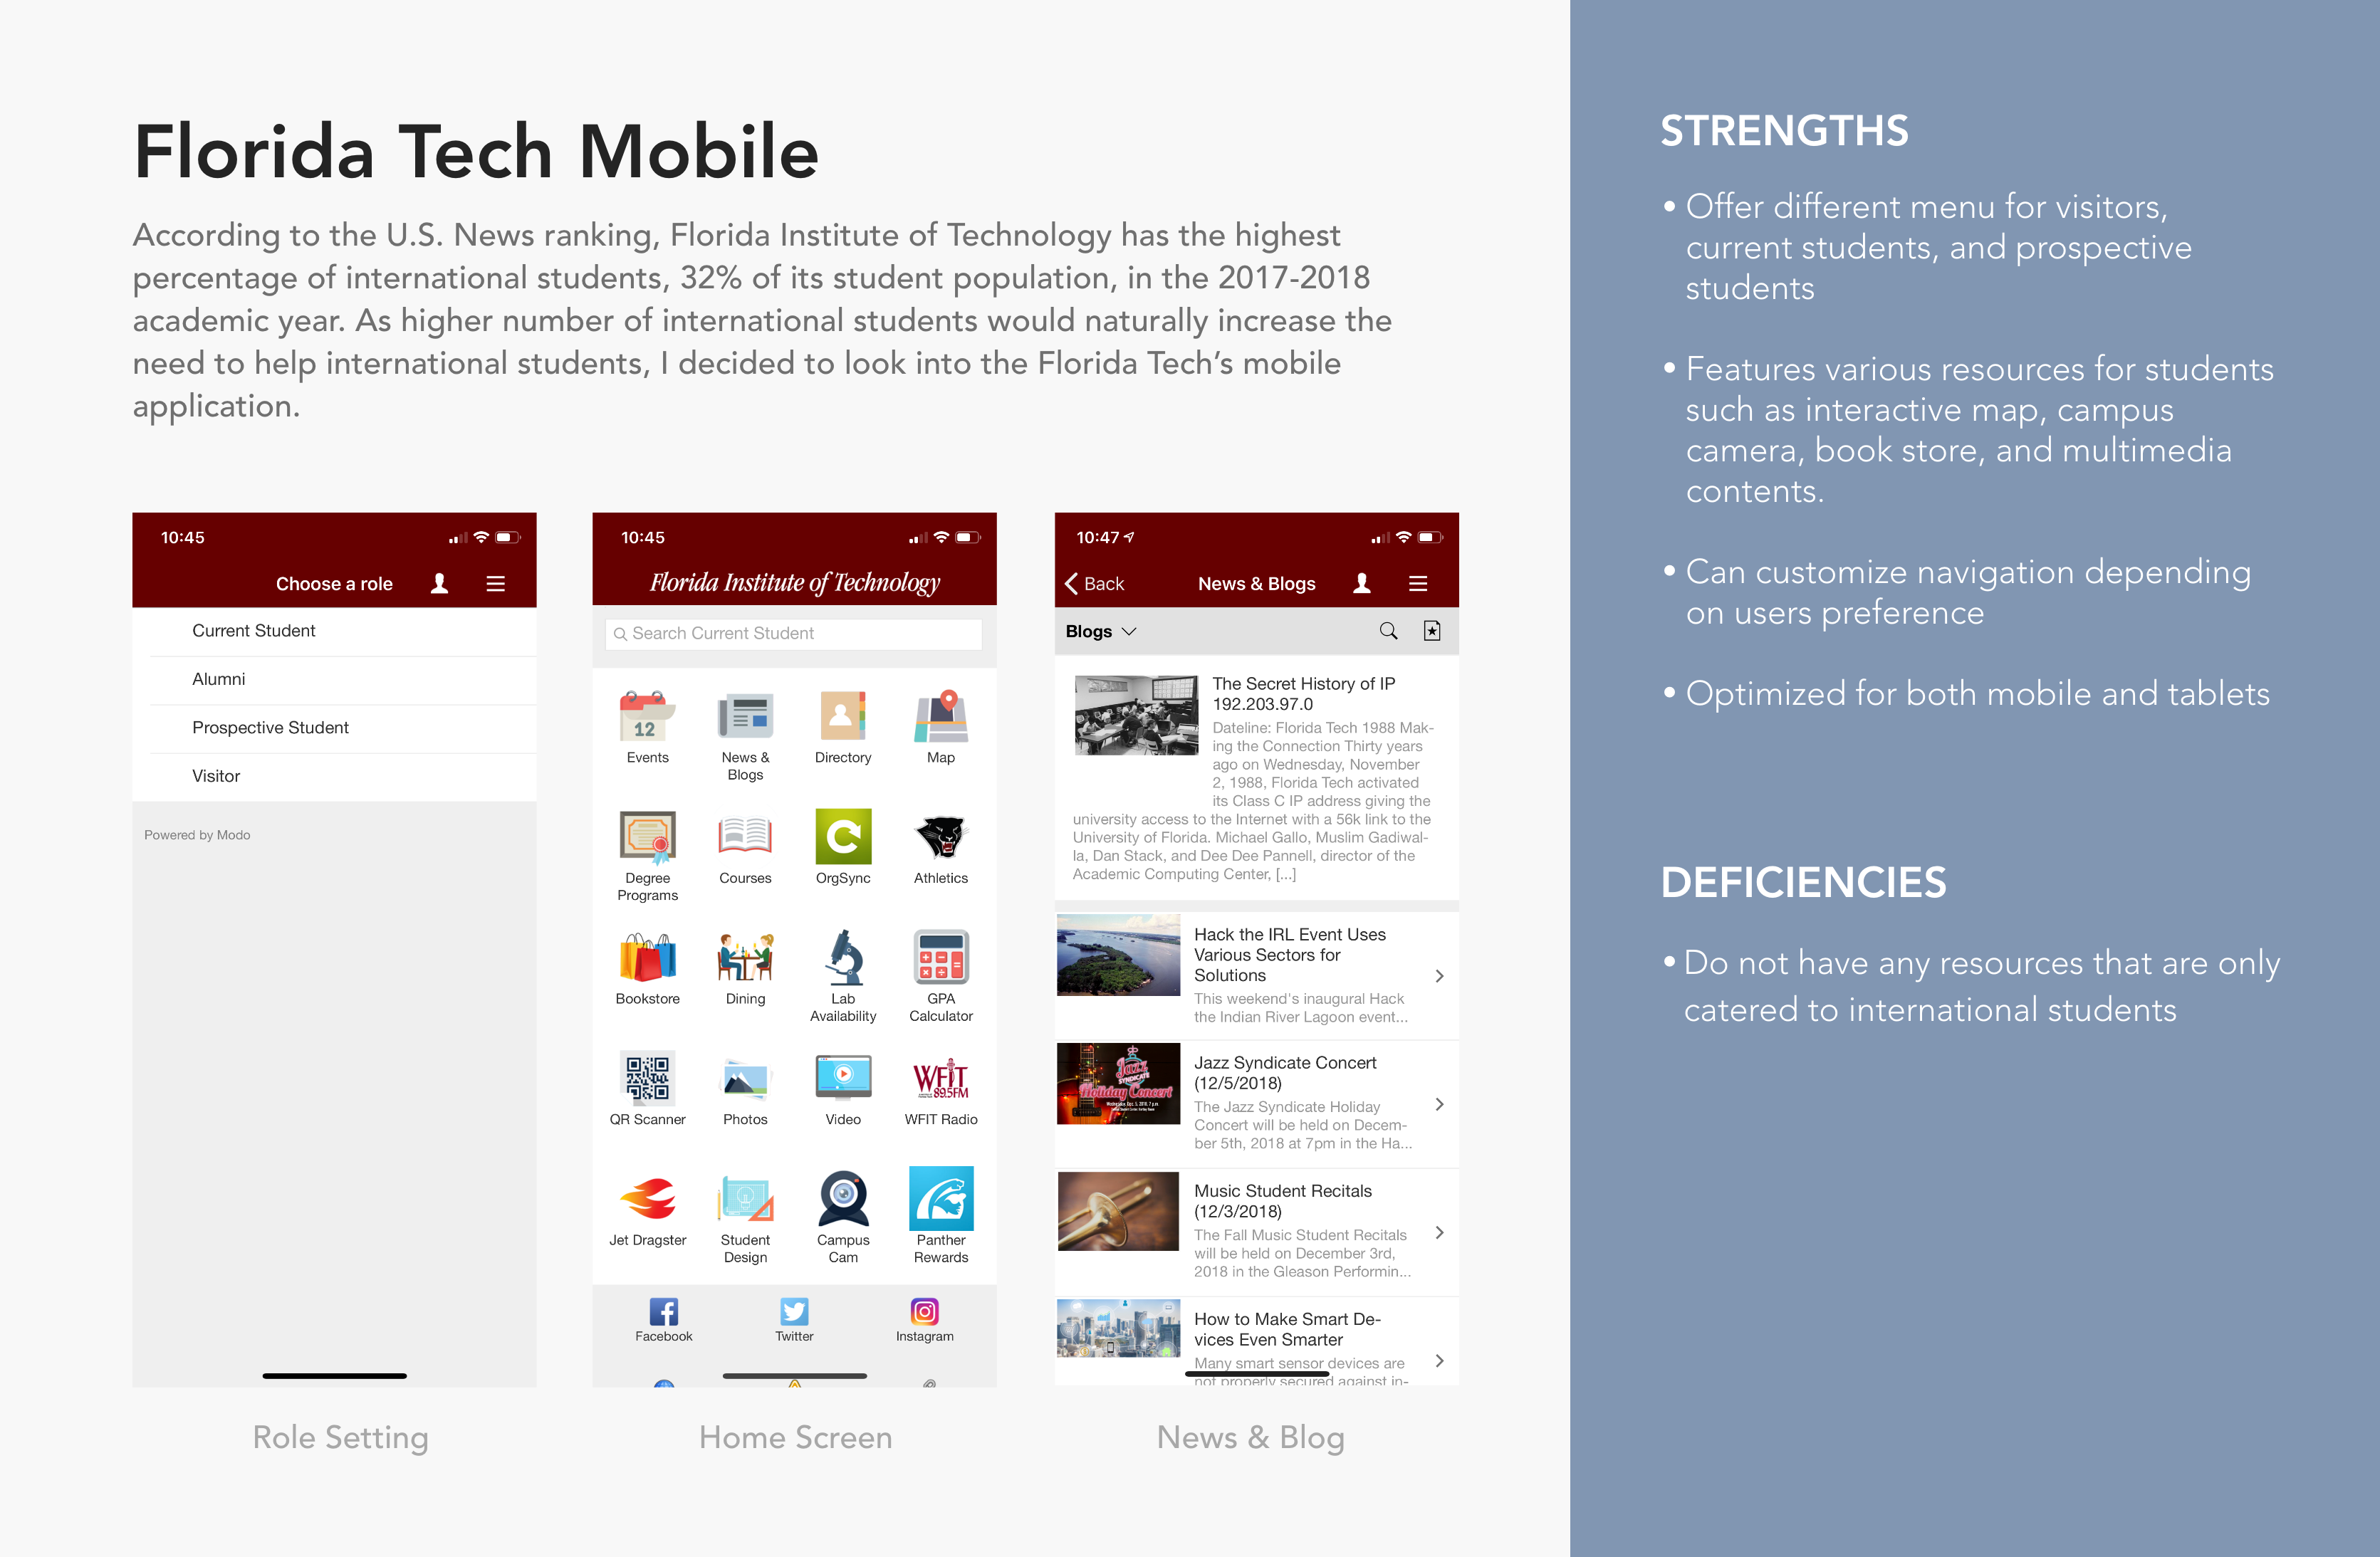 Florida Tech Mobile
According to the U.S. News ranking, Florida Institute of Technology has the highest
percentage of international students, 32% of its student population, in the 2017-2018
academic year. As higher number of international students would naturally increase the
need to help international students, I decided to look into the Florida Tech's mobile
application.
10:45
Choose a role
Current Student
Alumni
Prospective Student
Visitor
Powered by Modo
Role Setting
10:45
Florida Institute of Technology
Search Current Student
12
Events
News &
Blogs
Directory
Map
Degree
Programs
Courses
OrgSync
Athletics
Bookstore
Dining
Lab
Availability
GPA
Calculator
QR Scanner
Photos
Video
WFIT
89.5FM
WFIT Radio
Jet Dragster
Student
Design
Campus
Cam
Panther
Rewards
Facebook
Twitter
Instagram
Home Screen
10:47
Back
News & Blogs
Blogs
The Secret History of IP
192.203.97.0
Dateline: Florida Tech 1988 Mak-
ing the Connection Thirty years
ago on Wednesday, November
2, 1988, Florida Tech activated
its Class C IP address giving the
university access to the Internet with a 56k link to the
University of Florida. Michael Gallo, Muslim Gadiwal-
la, Dan Stack, and Dee Dee Pannell, director of the
Academic Computing Center, [...]
Hack the IRL Event Uses
Various Sectors for
Solutions
This weekend's inaugural Hack
the Indian River Lagoon event...
Jazz
SYNDICATE
Holiday Concert
Jazz Syndicate Concert
(12/5/2018)
The Jazz Syndicate Holiday
Concert will be held on Decem-
ber 5th, 2018 at 7pm in the Ha...
Music Student Recitals
(12/3/2018)
The Fall Music Student Recitals
will be held on December 3rd,
2018 in the Gleason Performin...
How to Make Smart De-
vices Even Smarter
Many smart sensor devices are
not properly secured against in-
News & Blog
STRENGTHS
• Offer different menu for visitors,
current students, and prospective
students
• Features various resources for students
such as interactive map, campus
camera, book store, and multimedia
contents.
• Can customize navigation depending
on users preference
• Optimized for both mobile and tablets
DEFICIENCIES
• Do not have any resources that are only
catered to international students